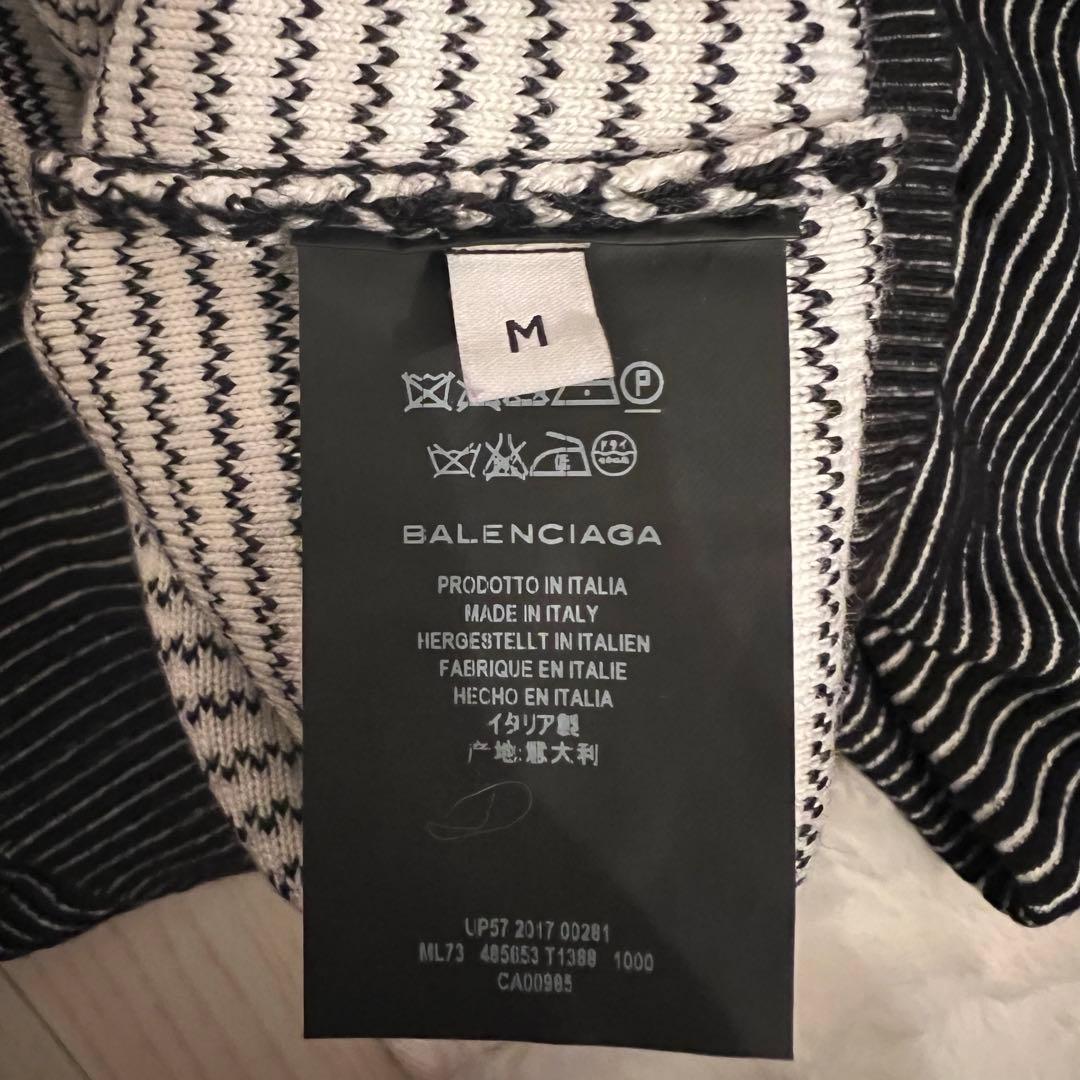 M
P
BALENCIAGA
PRODOTTO IN ITALIA
MADE IN ITALY
HERGESTELLT IN ITALIEN
FABRIQUE EN ITALIE
HECHO EN ITALIA
イタリア製
产地:意大利
UP57 2017 00281
ML73 T1388 1000
CA00985